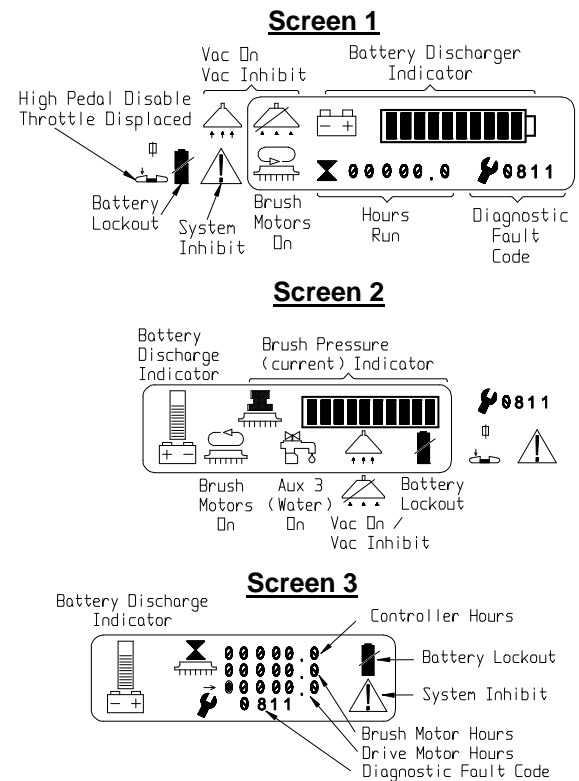 Screen 1
Vac On
Vac Inhibit
Battery Discharger
Indicator
High Pedal Disable
Throttle Displaced
- +
00000.0
0811
Battery
Lockout
System
Inhibit
Brush
Motors
On
Hours
Run
Diagnostic
Fault
Code
Screen 2
Battery
Discharge
Indicator
Brush Pressure
(current) Indicator
0811
+ -
Brush
Motors
On
Aux 3
(Water)
On
Vac On /
Vac Inhibit
Battery
Lockout
Screen 3
Battery Discharge
Indicator
Controller Hours
00000.0
00000.0
00000.0
0811
- +
Battery Lockout
System Inhibit
Brush Motor Hours
Drive Motor Hours
Diagnostic Fault Code